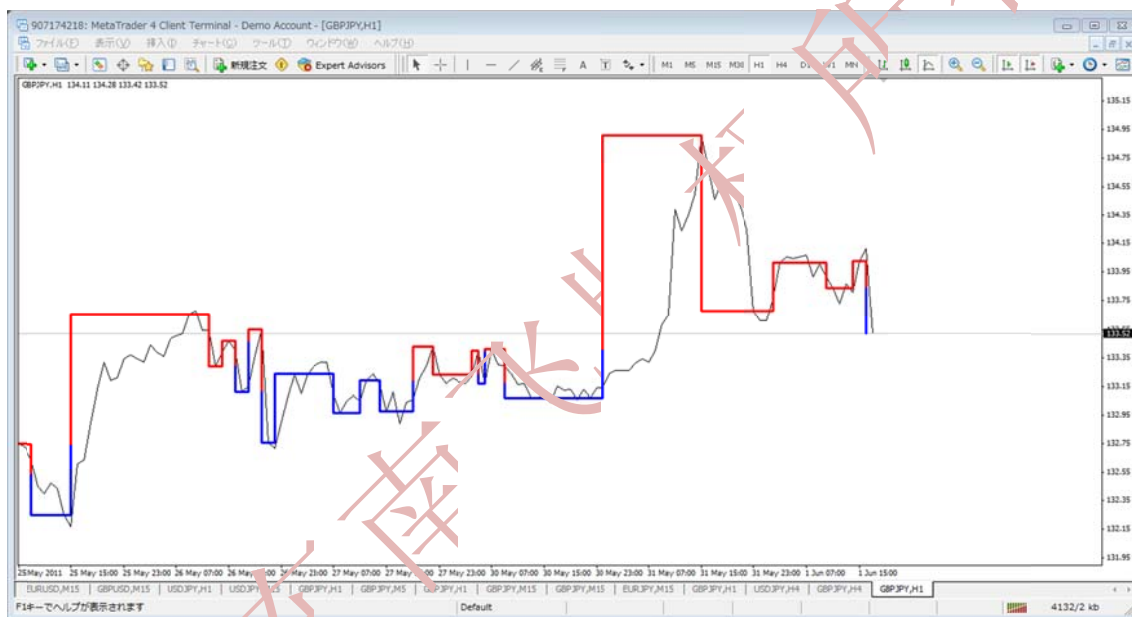 907174218: MetaTrader 4 Client Terminal - Demo Account - [GBPJPY,H1]
ファイル(F) 表示(V) 挿入(I) チャート(C) ツール(T) ウィンドウ(W) ヘルプ(H)
新規注文 Expert Advisors A T M1 M5 M15 M30 H1 H4 W1 MN
GBPJPY,H1 134.11 134.28 133.42 133.52
135.15
134.95
134.75
134.55
134.35
134.15
133.95
133.75
133.52
133.35
133.15
132.95
132.75
132.55
132.35
132.15
131.95
25 May 2011 25 May 15:00 25 May 23:00 26 May 07:00 26 May 23:00 27 May 07:00 27 May 23:00 30 May 07:00 30 May 15:00 30 May 23:00 31 May 07:00 31 May 15:00 31 May 23:00 1 Jun 07:00 1 Jun 15:00
EURUSD,M15 GBPUSD,M15 USDJPY,H1 GBPJPY,H1 GBPJPY,M5 GBPJPY,H1 GBPJPY,M15 GBPJPY,M15 EURJPY,M15 GBPJPY,H1 USDJPY,H4 GBPJPY,H4 GBPJPY,H1
F1キーでヘルプが表示されます Default 4132/2 kb